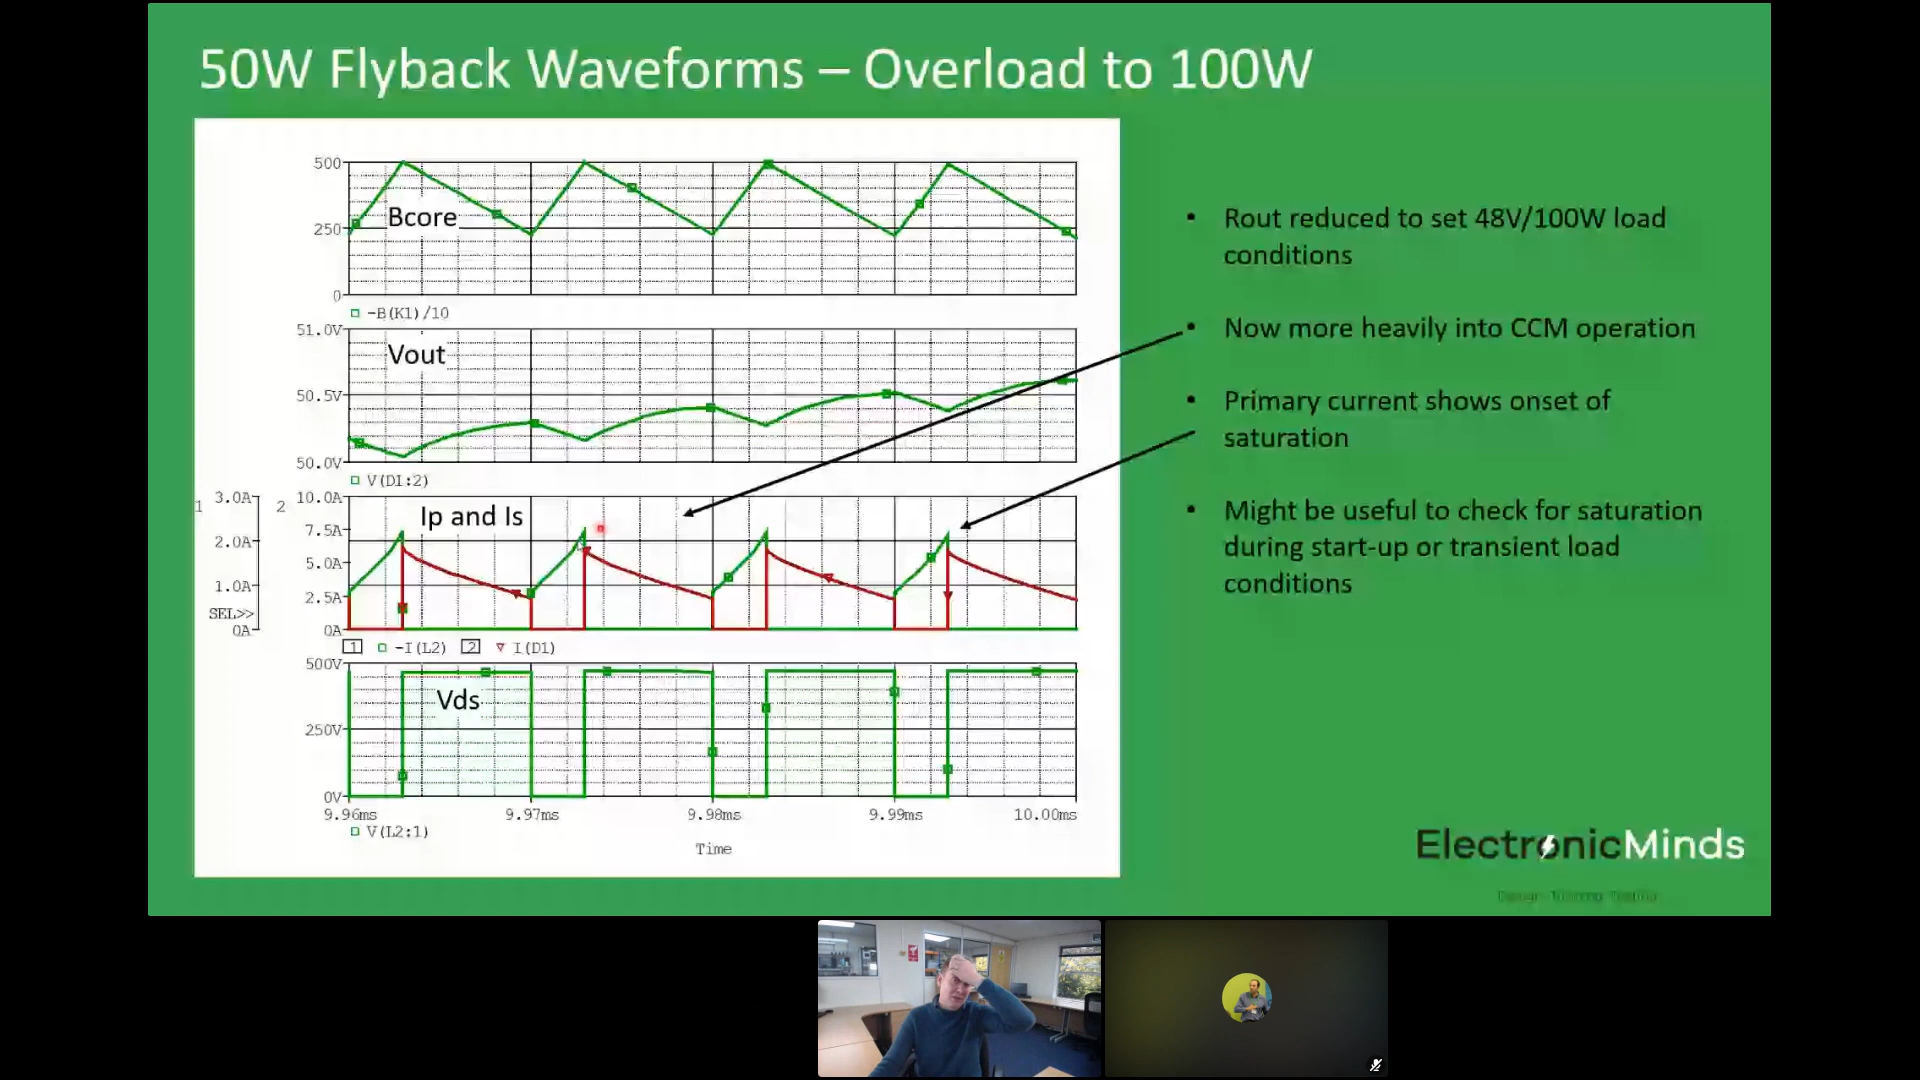 50W Flyback Waveforms – Overload to 100W
500
250
0
Bcore
-B(K1)/10
51.0V
50.5V
50.0V
Vout
V(D1:2)
1 3.0A 2 10.0A
7.5A
2.0A
5.0A
1.0A
2.5A
SEL>>
0A 0A
Ip and Is
1 -I(L2) 2 I(D1)
500V
250V
0V
Vds
9.96ms 9.97ms 9.98ms 9.99ms 10.00ms
V(L2:1)
Time
• Rout reduced to set 48V/100W load
conditions
• Now more heavily into CCM operation
• Primary current shows onset of
saturation
• Might be useful to check for saturation
during start-up or transient load
conditions
ElectronicMinds